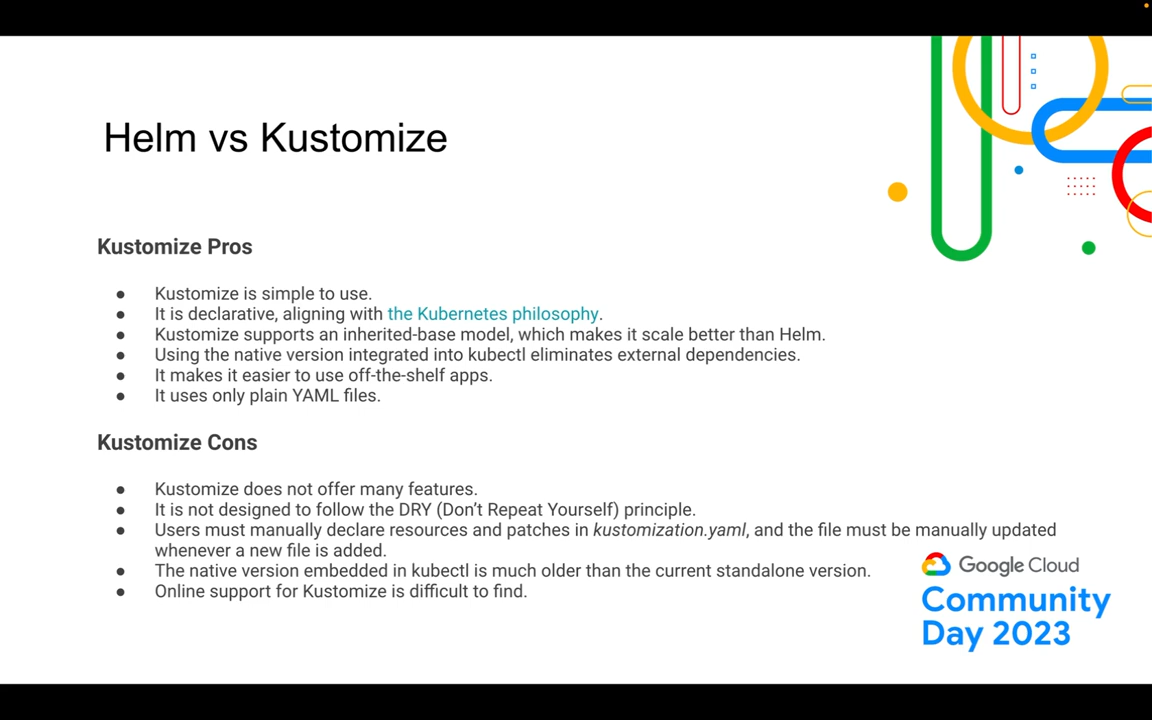 Helm vs Kustomize
Kustomize Pros
● Kustomize is simple to use.
● It is declarative, aligning with the Kubernetes philosophy.
● Kustomize supports an inherited-base model, which makes it scale better than Helm.
● Using the native version integrated into kubectl eliminates external dependencies.
● It makes it easier to use off-the-shelf apps.
● It uses only plain YAML files.
Kustomize Cons
● Kustomize does not offer many features.
● It is not designed to follow the DRY (Don’t Repeat Yourself) principle.
● Users must manually declare resources and patches in kustomization.yaml, and the file must be manually updated
whenever a new file is added.
● The native version embedded in kubectl is much older than the current standalone version.
● Online support for Kustomize is difficult to find.
Google Cloud
Community
Day 2023